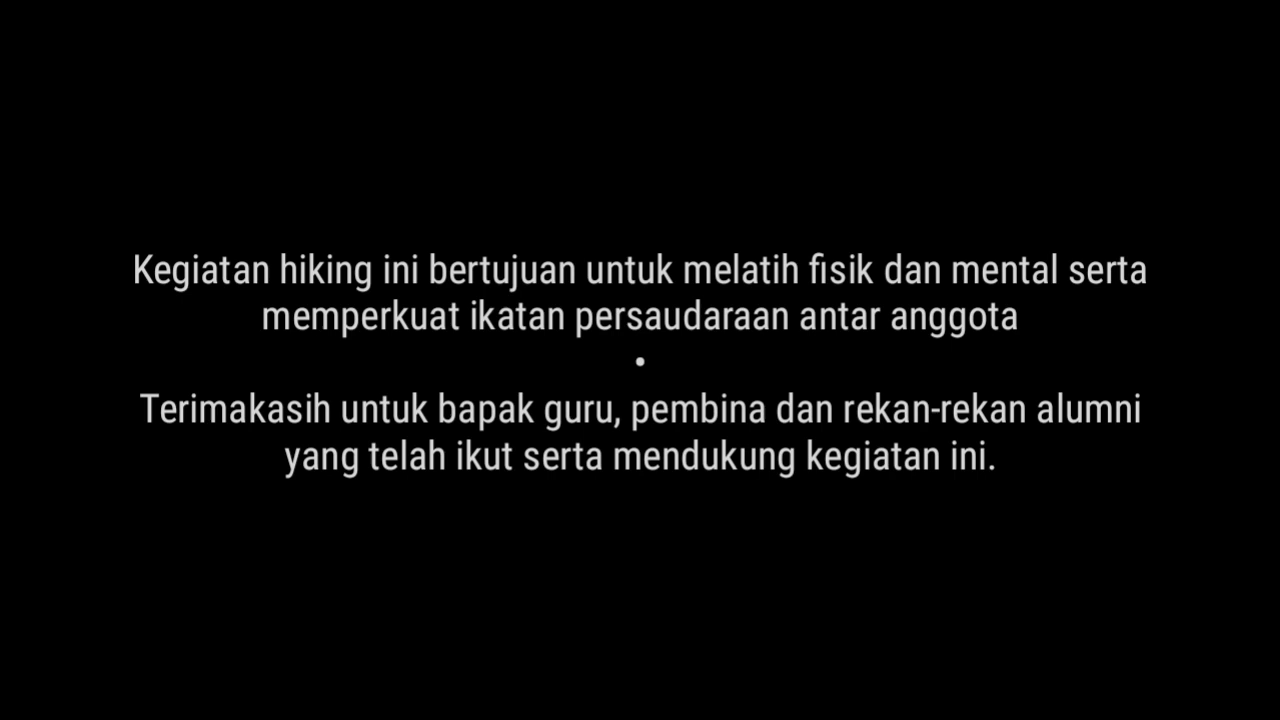 Kegiatan hiking ini bertujuan untuk melatih fisik dan mental serta
memperkuat ikatan persaudaraan antar anggota
•
Terimakasih untuk bapak guru, pembina dan rekan-rekan alumni
yang telah ikut serta mendukung kegiatan ini.